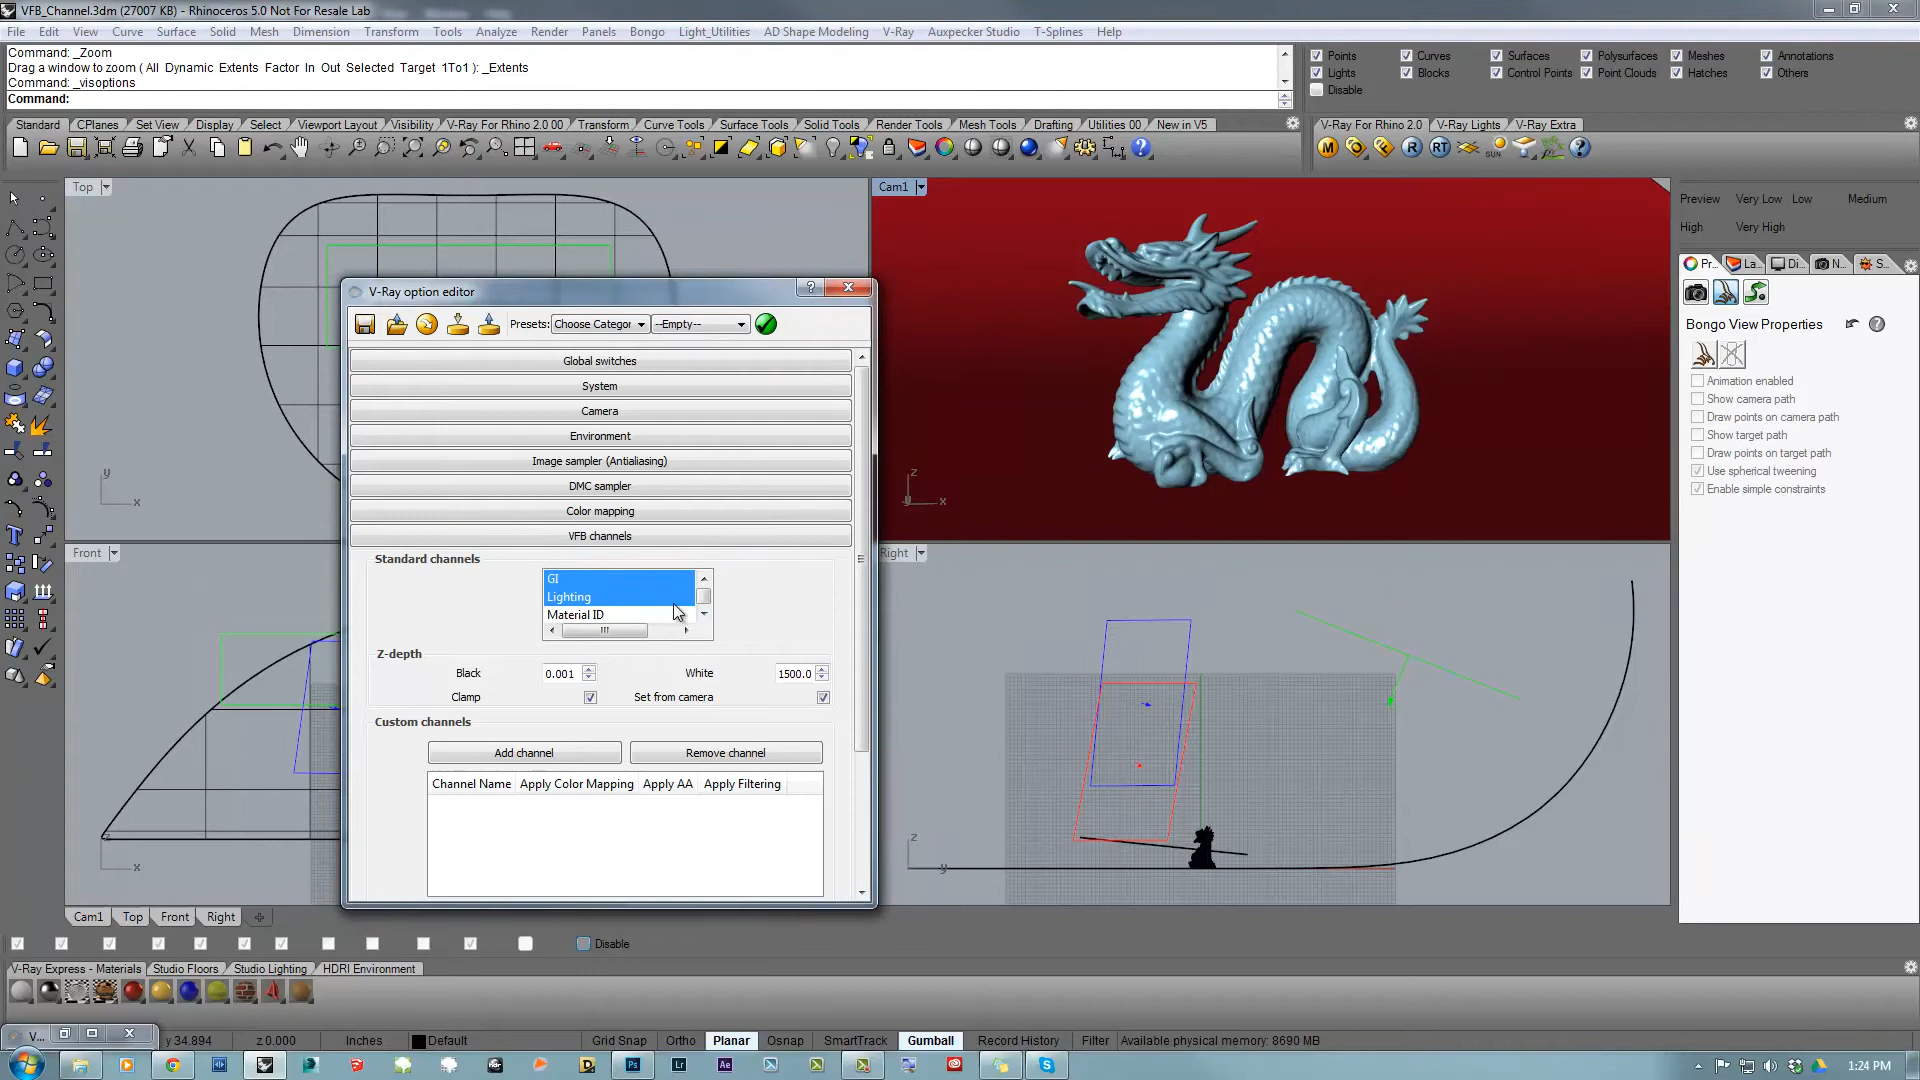 VFB_Channel.3dm (27007 KB) - Rhinoceros 5.0 Not For Resale Lab
File Edit View Curve Surface Solid Mesh Dimension Transform Tools Analyze Render Panels Bongo Light_Utilities AD Shape Modeling V-Ray Auxpecker Studio T-Splines Help
Command: _Zoom
Drag a window to zoom ( All Dynamic Extents Factor In Out Selected Target 1To1 ): _Extents
Command: _visoptions
Command:
Points Curves Surfaces Polysurfaces Meshes Annotations
Lights Blocks Control Points Point Clouds Hatches Others
Disable
Standard CPlanes Set View Display Select Viewport Layout Visibility V-Ray For Rhino 2.0 00 Transform Curve Tools Surface Tools Solid Tools Render Tools Mesh Tools Drafting Utilities 00 New in V5
V-Ray For Rhino 2.0 V-Ray Lights V-Ray Extra
M R RT SUN
Top
Cam1
Preview Very Low Low Medium
High Very High
Pr... La... Di... N... S...
Bongo View Properties
Animation enabled
Show camera path
Draw points on camera path
Show target path
Draw points on target path
Use spherical tweening
Enable simple constraints
V-Ray option editor
Presets: Choose Categor --Empty--
Global switches
System
Camera
Environment
Image sampler (Antialiasing)
DMC sampler
Color mapping
VFB channels
Standard channels
GI
Lighting
Material ID
Z-depth
Black 0.001 White 1500.0
Clamp Set from camera
Custom channels
Add channel Remove channel
Channel Name Apply Color Mapping Apply AA Apply Filtering
y x
z y x
Front
Right
z x
z y
Cam1 Top Front Right
Disable
V-Ray Express - Materials Studio Floors Studio Lighting HDRI Environment
V... y 34.894 z 0.000 Inches Default Grid Snap Ortho Planar Osnap SmartTrack Gumball Record History Filter Available physical memory: 8690 MB
Ps Lr Ae
1:24 PM